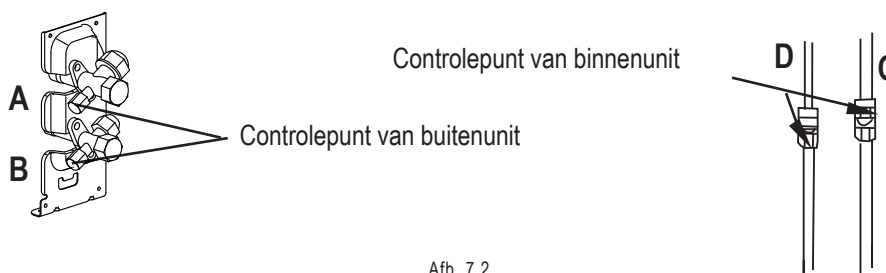 Controlepunt van binnenunit
D
C
A
Controlepunt van buitenunit
B
Afb. 7.2